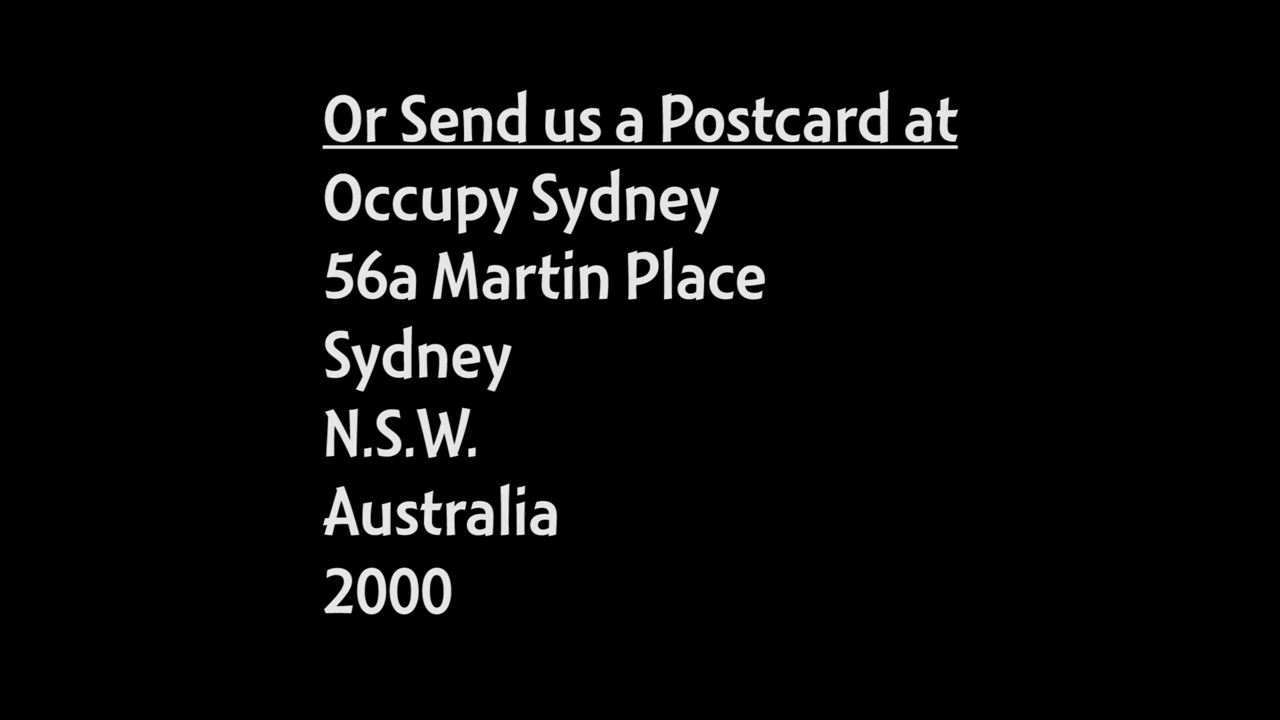 Or Send us a Postcard at
Occupy Sydney
56a Martin Place
Sydney
N.S.W.
Australia
2000